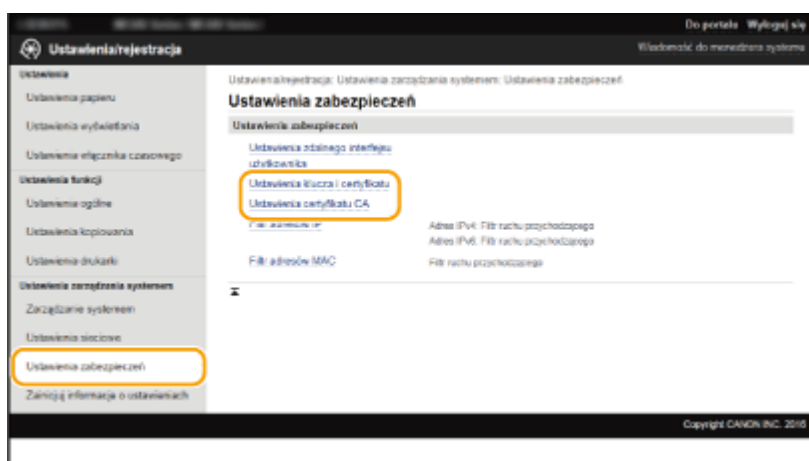 Do portalu Wyloguj się
Ustawienia/rejestracja
Wiadomość do menedżera systemu
Ustawienia
Ustawienia papieru
Ustawienia wyświetlania
Ustawienia włącznika czasowego
Ustawienia funkcji
Ustawienia ogólne
Ustawienia kopiowania
Ustawienia drukarki
Ustawienia zarządzania systemem
Zarządzanie systemem
Ustawienia sieciowe
Ustawienia zabezpieczeń
Zainicjuj informacje o ustawieniach
Ustawienia/rejestracja: Ustawienia zarządzania systemem: Ustawienia zabezpieczeń
Ustawienia zabezpieczeń
Ustawienia zabezpieczeń
Ustawienia zdalnego interfejsu
użytkownika
Ustawienia klucza i certyfikatu
Ustawienia certyfikatu CA
Filtr adresów IP
Adres IPv4: Filtr ruchu przychodzącego
Adres IPv6: Filtr ruchu przychodzącego
Filtr adresów MAC
Filtr ruchu przychodzącego
Copyright CANON INC. 2016